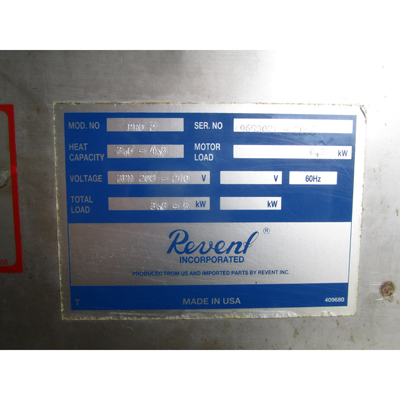 MOD. NO SER. NO
HEAT CAPACITY MOTOR LOAD kW
VOLTAGE V V 60Hz
TOTAL LOAD kW kW
Revent ®
INCORPORATED
PRODUCED FROM US AND IMPORTED PARTS BY REVENT INC.
T MADE IN USA 409680